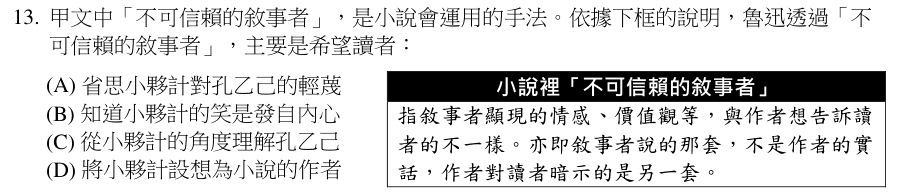 13. 甲文中「不可信賴的敘事者」，是小說會運用的手法。依據下框的說明，魯迅透過「不
可信賴的敘事者」，主要是希望讀者：
(A) 省思小夥計對孔乙己的輕蔑
(B) 知道小夥計的笑是發自內心
(C) 從小夥計的角度理解孔乙己
(D) 將小夥計設想為小說的作者
小說裡「不可信賴的敘事者」
指敘事者顯現的情感、價值觀等，與作者想告訴讀
者的不一樣。亦即敘事者說的那套，不是作者的實
話，作者對讀者暗示的是另一套。